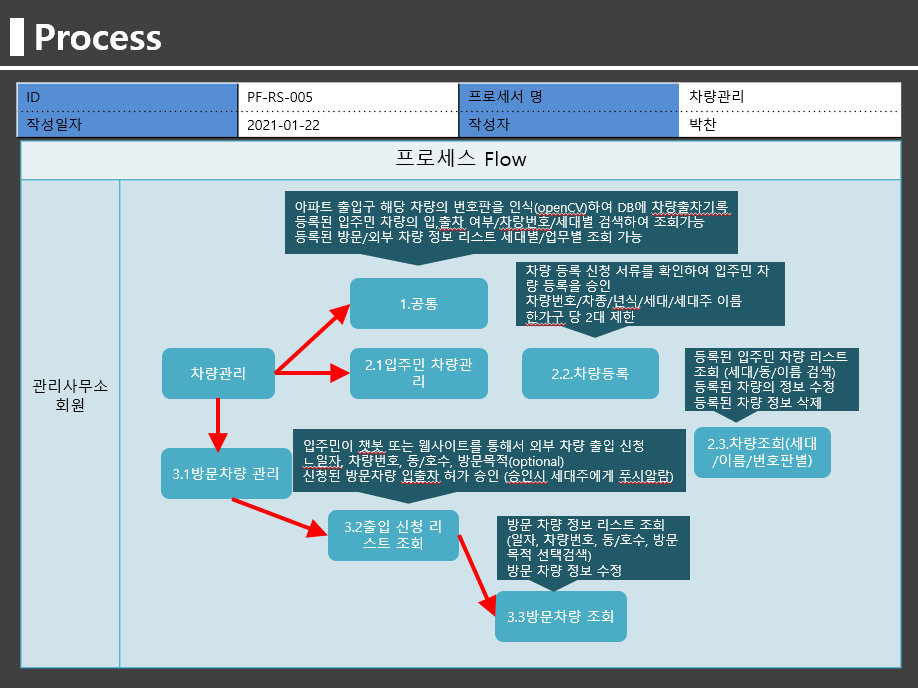 Process
ID PF-RS-005 프로세서 명 차량관리
작성일자 2021-01-22 작성자 박찬
프로세스 Flow
관리사무소
회원
아파트 출입구 해당 차량의 번호판을 인식(openCV)하여 DB에 차량출차기록
등록된 입주민 차량의 입,출차 여부/차량번호/세대별 검색하여 조회가능
등록된 방문/외부 차량 정보 리스트 세대별/업무별 조회 가능
차량 등록 신청 서류를 확인하여 입주민 차
량 등록을 승인
차량번호/차종/년식/세대/세대주 이름
한가구 당 2대 제한
1.공통
차량관리
2.1입주민 차량관
리
2.2.차량등록
등록된 입주민 차량 리스트
조회 (세대/동/이름 검색)
등록된 차량의 정보 수정
등록된 차량 정보 삭제
2.3.차량조회(세대
/이름/번호판별)
입주민이 챗봇 또는 웹사이트를 통해서 외부 차량 출입 신청
ㄴ일자, 차량번호, 동/호수, 방문목적(optional)
신청된 방문차량 입출차 허가 승인 (승인시 세대주에게 푸시알람)
3.1방문차량 관리
3.2출입 신청 리
스트 조회
방문 차량 정보 리스트 조회
(일자, 차량번호, 동/호수, 방문
목적 선택검색)
방문 차량 정보 수정
3.3방문차량 조회